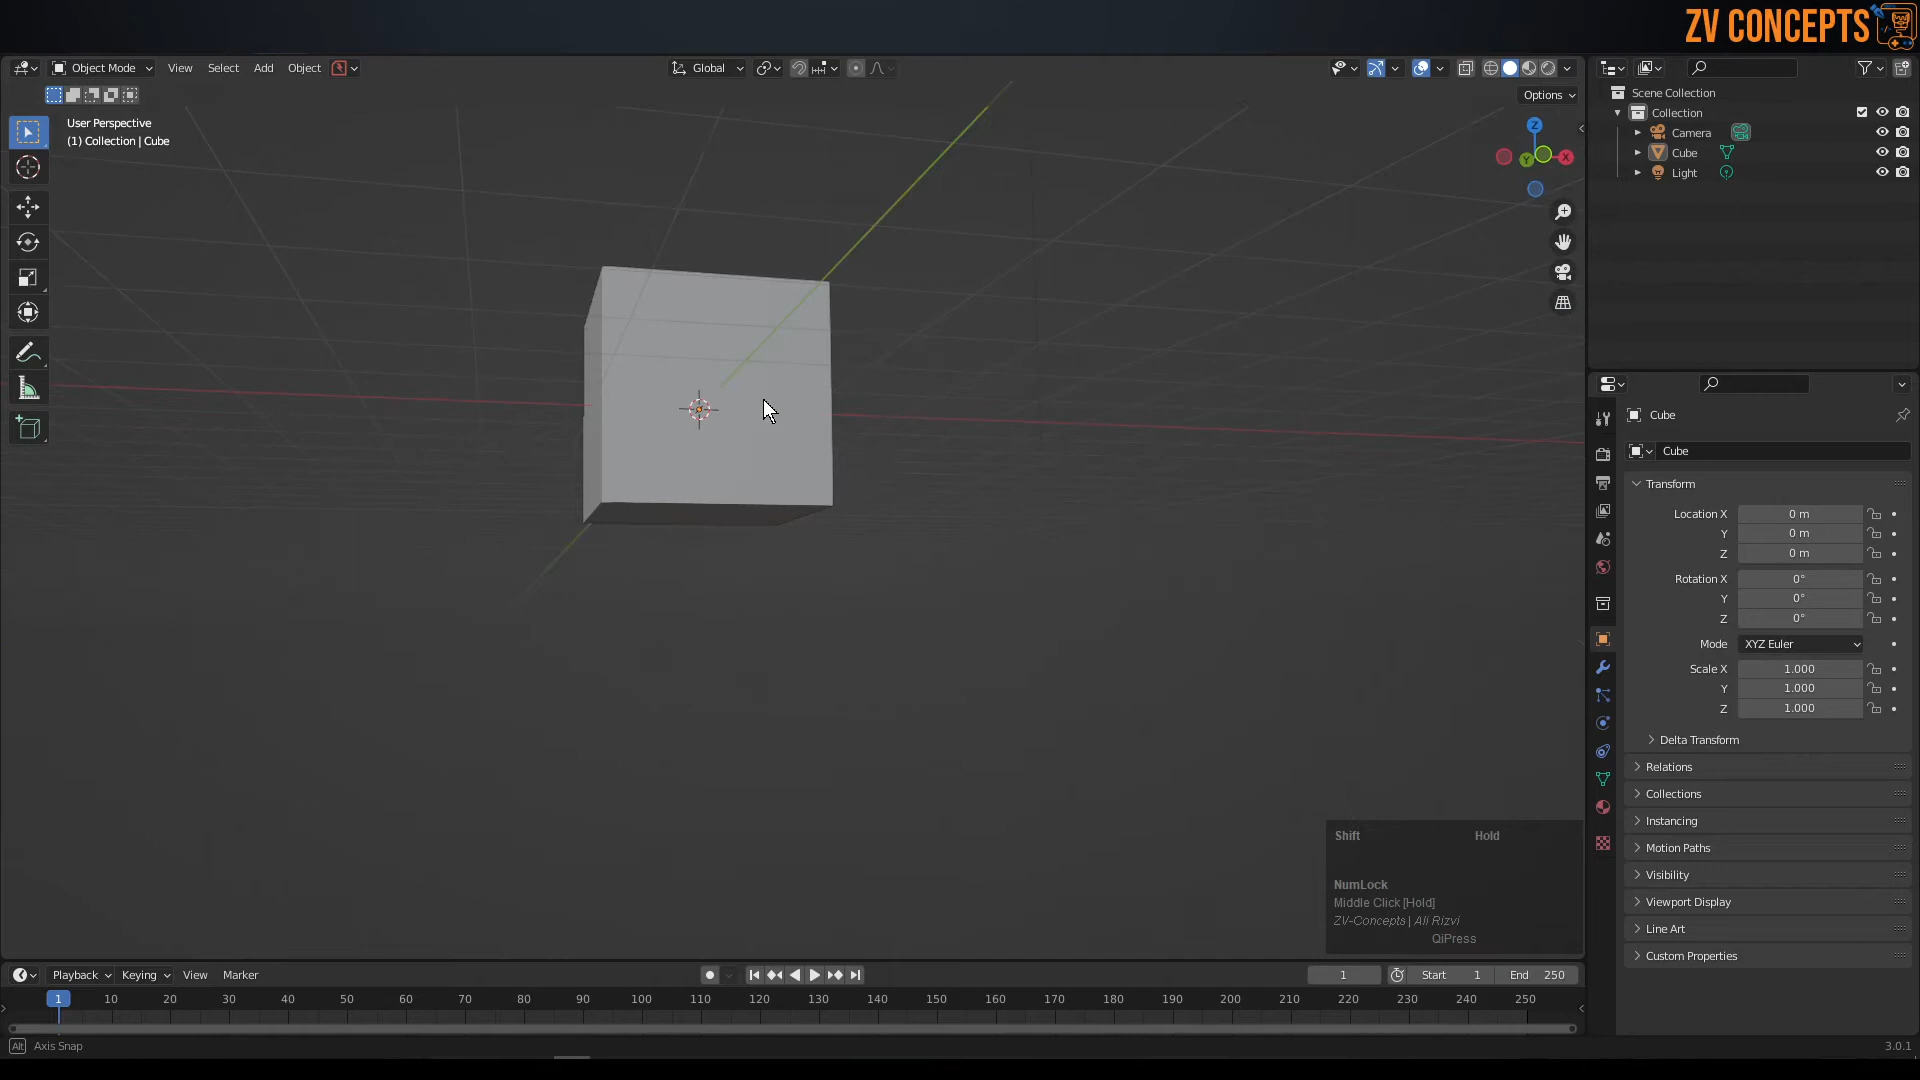 ZV CONCEPTS
Object Mode View Select Add Object Global
Options
User Perspective
(1) Collection | Cube
Z
Y X
Scene Collection
Collection
Camera
Cube
Light
Cube
Cube
Transform
Location X 0 m
Y 0 m
Z 0 m
Rotation X 0°
Y 0°
Z 0°
Mode XYZ Euler
Scale X 1.000
Y 1.000
Z 1.000
Delta Transform
Relations
Collections
Instancing
Motion Paths
Visibility
Viewport Display
Line Art
Custom Properties
Shift Hold
NumLock
Middle Click [Hold]
ZV-Concepts | Ali Rizvi
QiPress
Playback Keying View Marker 1 Start 1 End 250
1 10 20 30 40 50 60 70 80 90 100 110 120 130 140 150 160 170 180 190 200 210 220 230 240 250
Alt Axis Snap 3.0.1